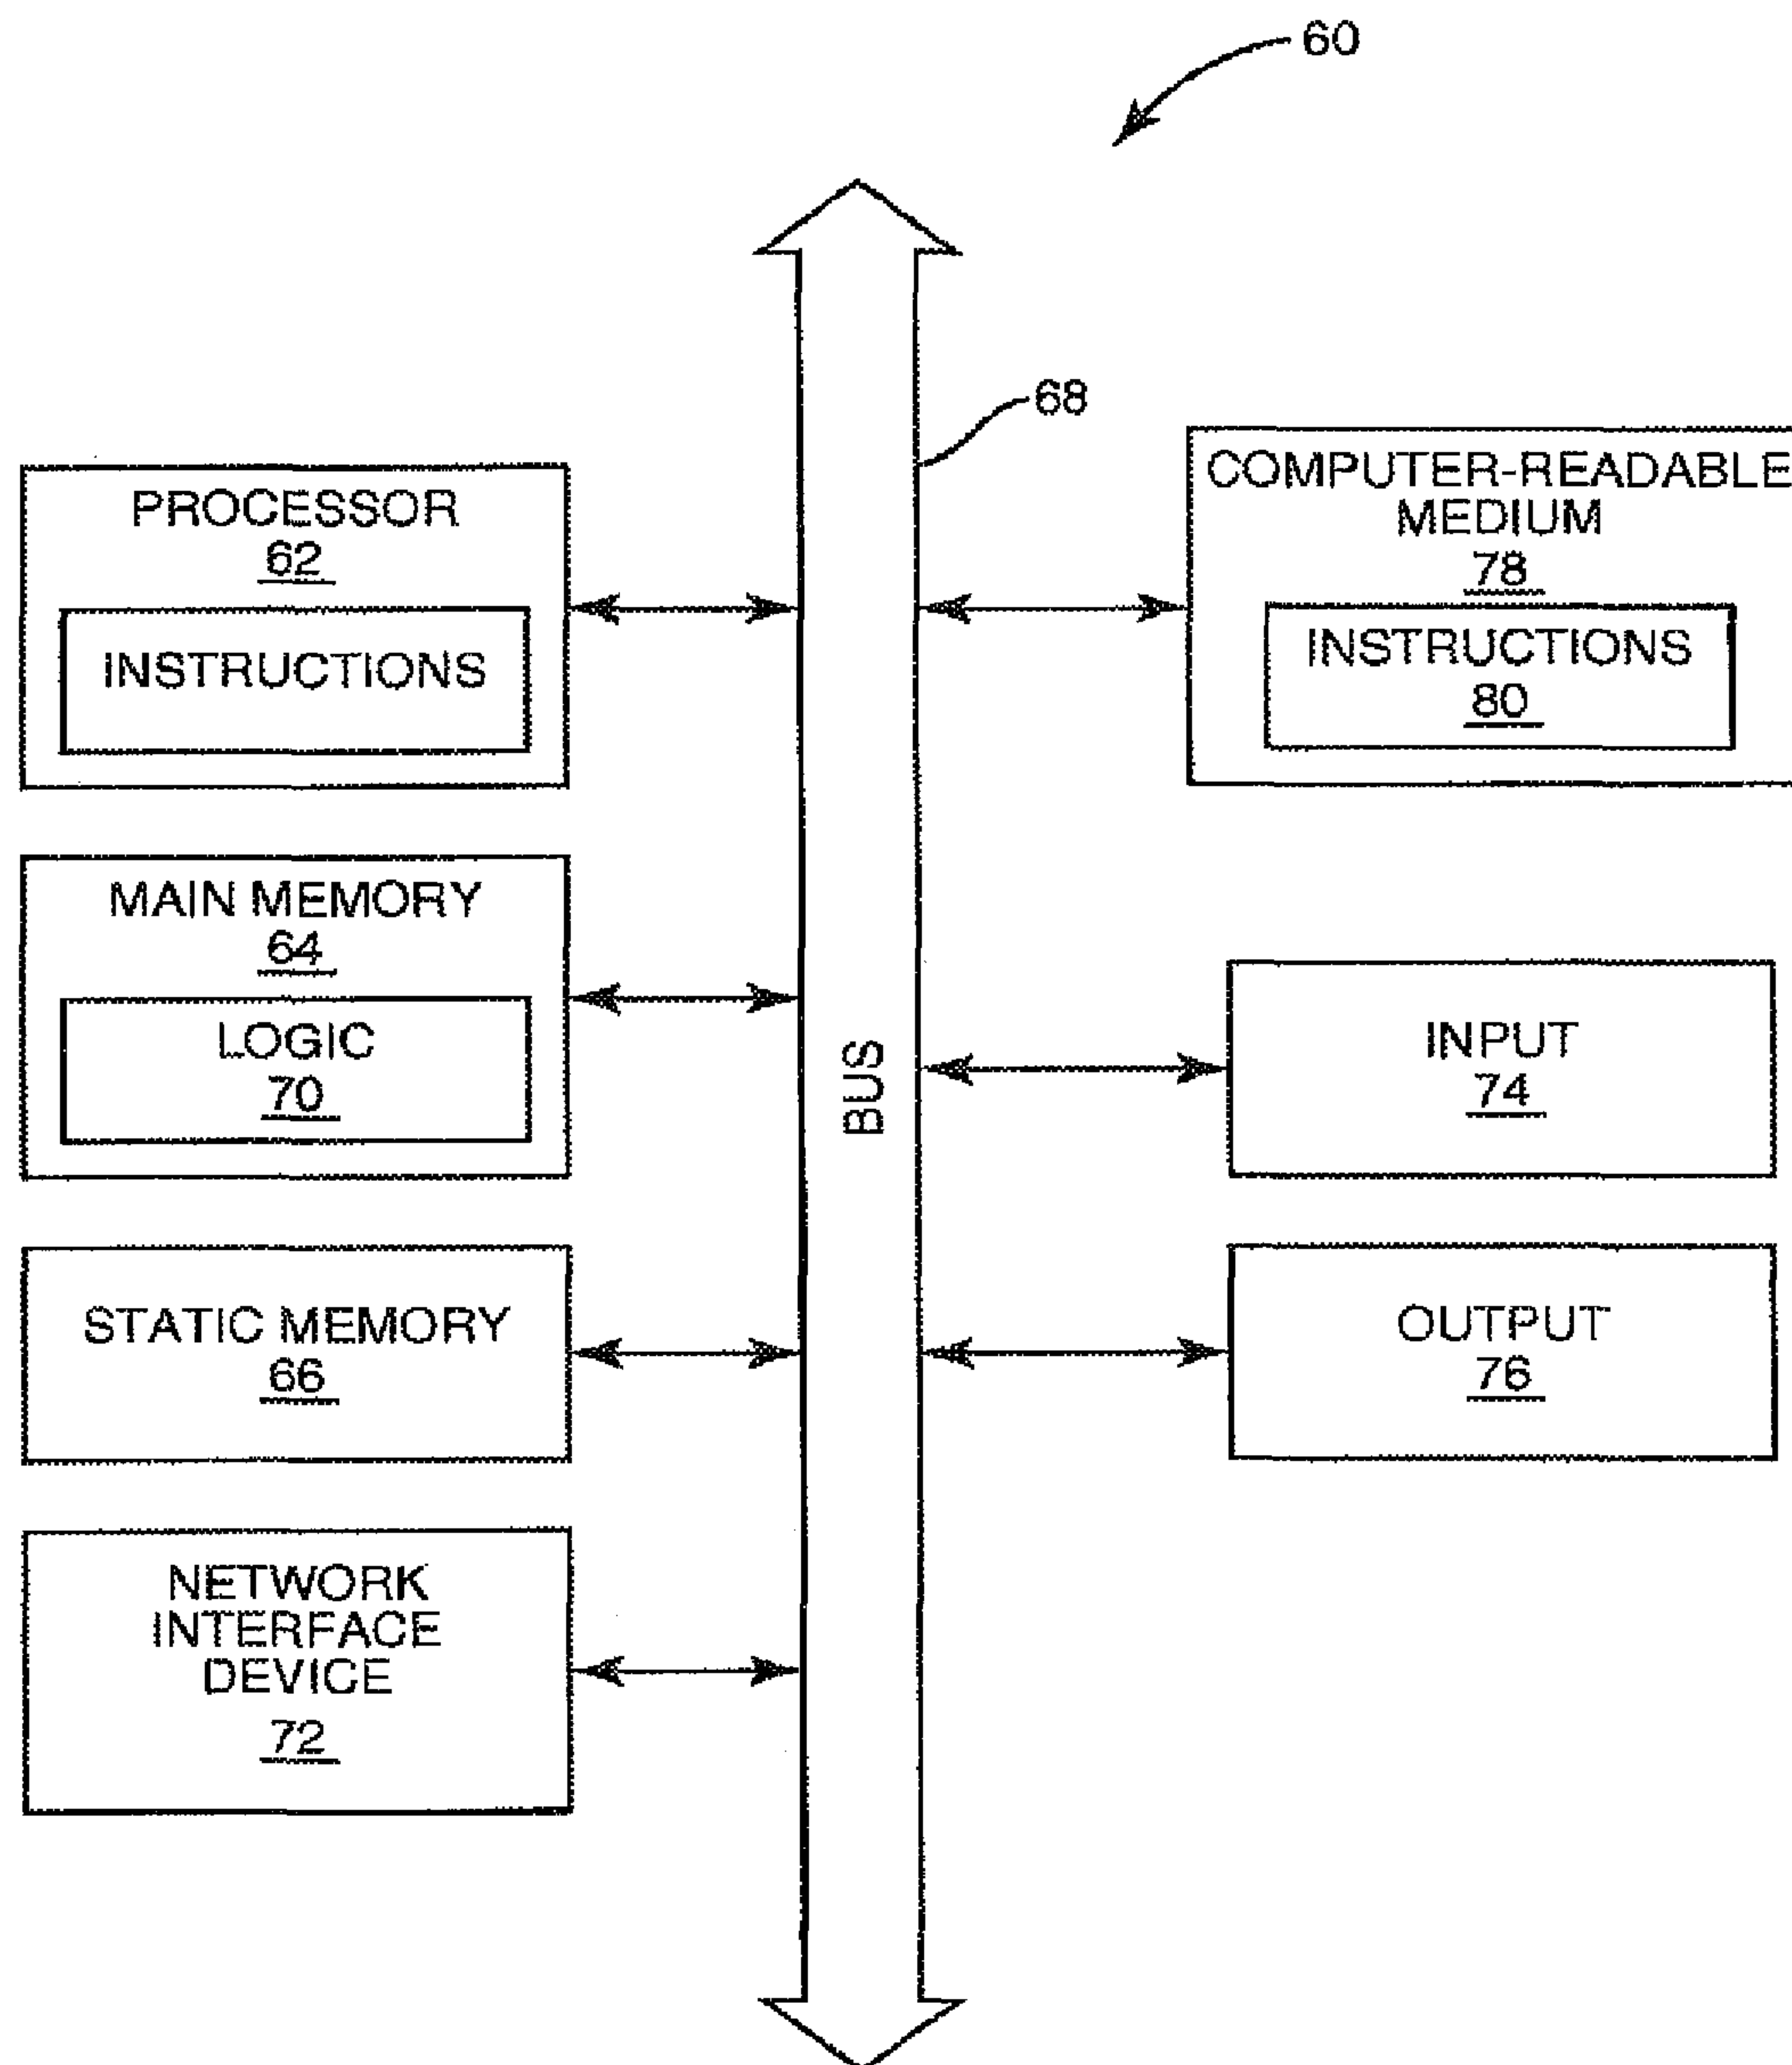 60
68
PROCESSOR
62
INSTRUCTIONS
COMPUTER-READABLE
MEDIUM
78
INSTRUCTIONS
80
MAIN MEMORY
64
LOGIC
70
BUS
INPUT
74
STATIC MEMORY
66
OUTPUT
76
NETWORK
INTERFACE
DEVICE
72